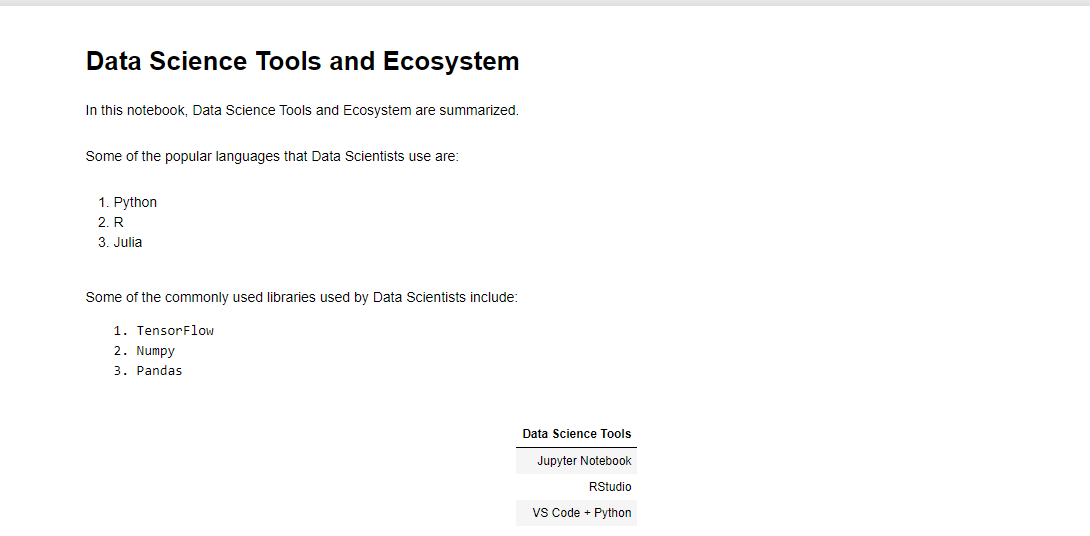 Data Science Tools and Ecosystem
In this notebook, Data Science Tools and Ecosystem are summarized.
Some of the popular languages that Data Scientists use are:
1. Python
2. R
3. Julia
Some of the commonly used libraries used by Data Scientists include:
1. TensorFlow
2. Numpy
3. Pandas
Data Science Tools
Jupyter Notebook
RStudio
VS Code + Python